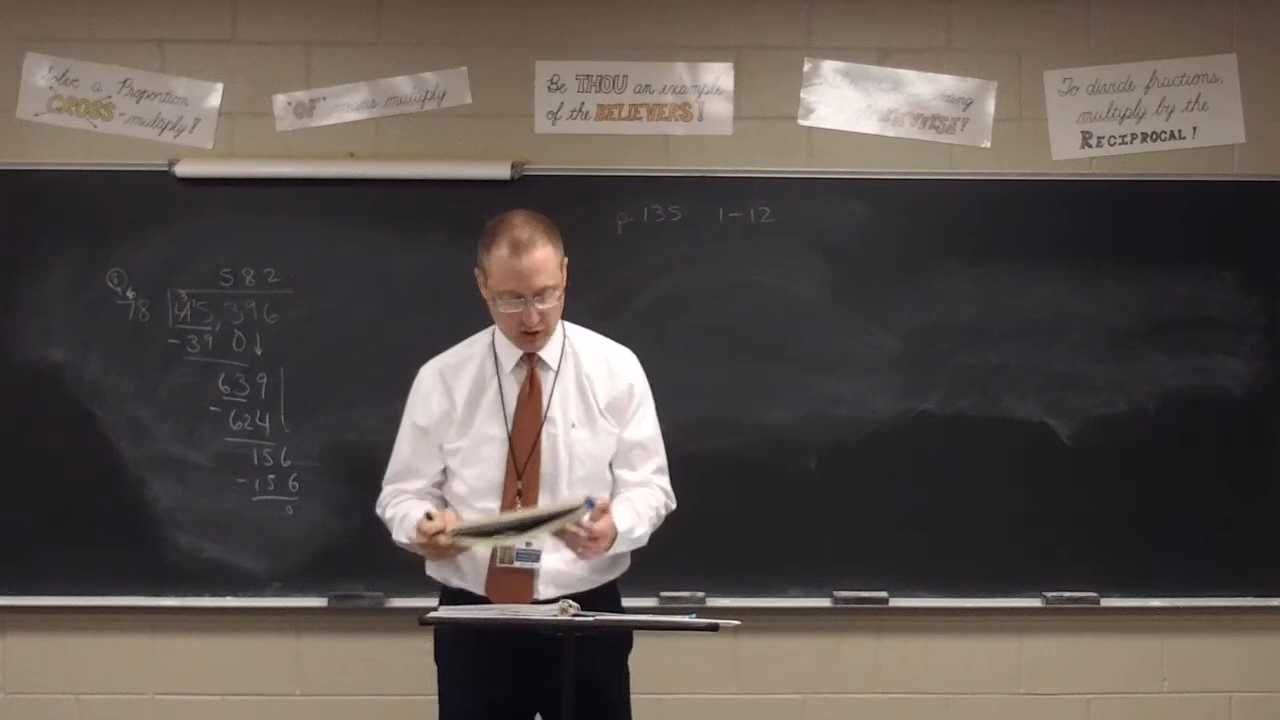 Solve a Proportion
"CROSS"-multiply!
"OF" means multiply
Be THOU an example
of the BELIEVERS!
To divide fractions,
multiply by the
RECIPROCAL!
p. 135 1-12
582
78 45,396
-390
639
-624
156
-156
0